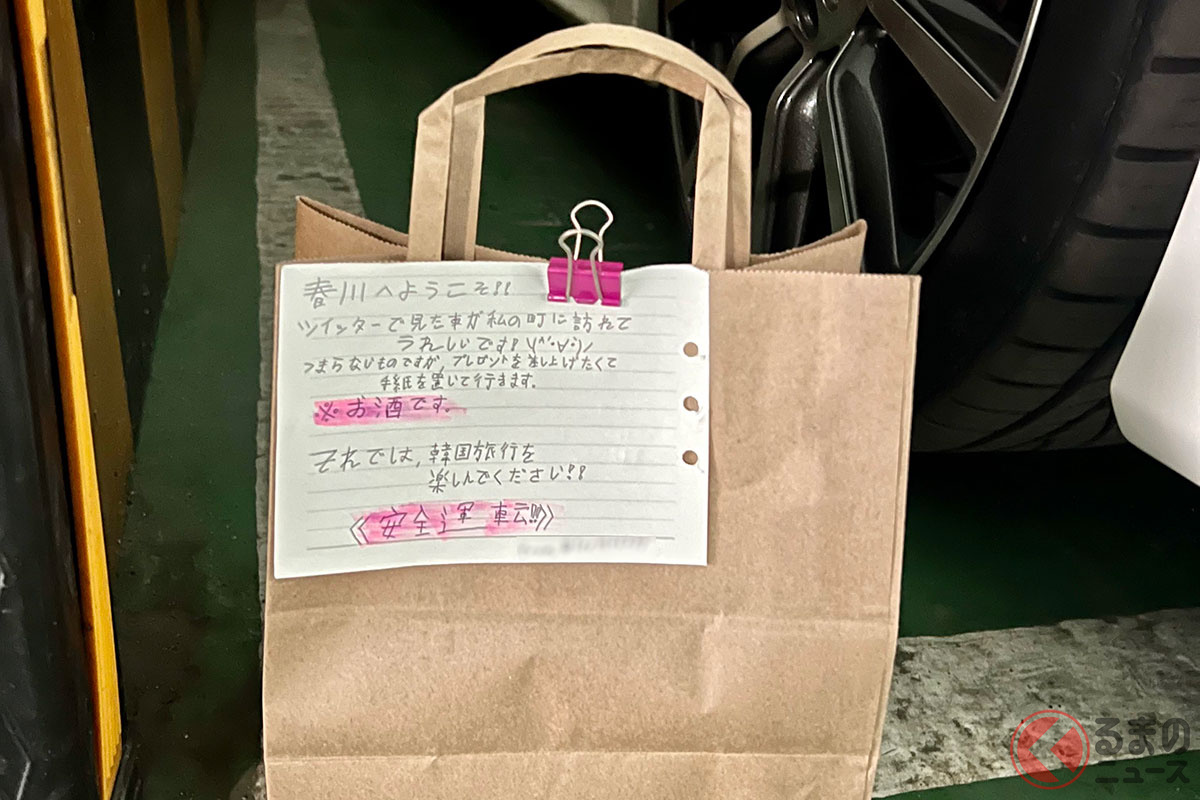 春川へようこそ!!
ツイッターで見た車が私の町に訪れて
うれしいです!\(^∀^)/
つまらないものですが、プレゼントを差し上げたくて
手紙を置いて行きます。
※お酒です。
それでは、韓国旅行を
楽しんでください!!
《安全運転!!》
くるまの
ニュース